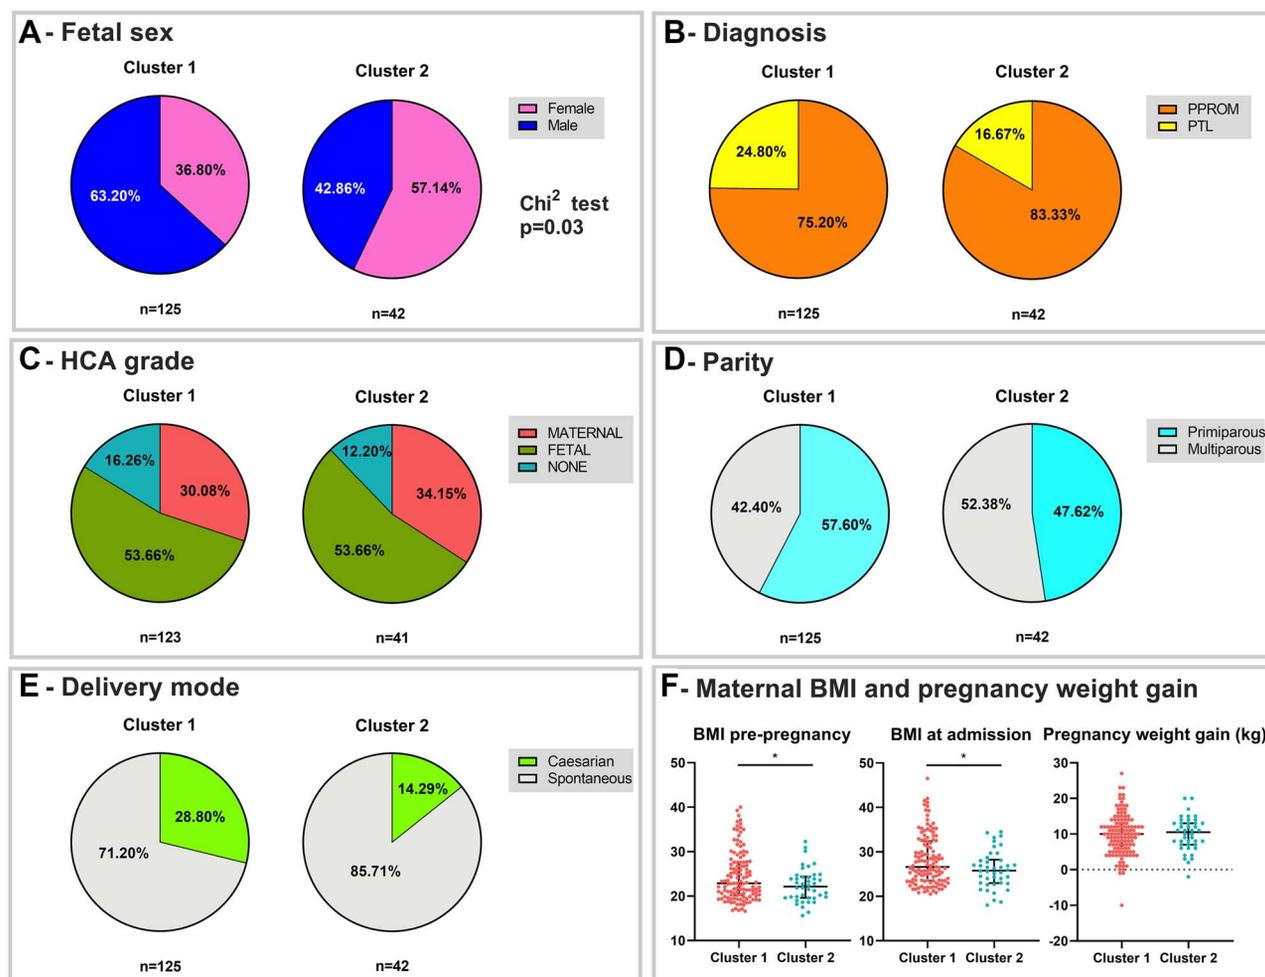 A - Fetal sex
Cluster 1
Cluster 2
Female
Male
36.80%
63.20%
42.86%
57.14%
Chi2 test
p=0.03
n=125
n=42
B - Diagnosis
Cluster 1
Cluster 2
PPROM
PTL
24.80%
75.20%
16.67%
83.33%
n=125
n=42
C - HCA grade
Cluster 1
Cluster 2
MATERNAL
FETAL
NONE
16.26%
30.08%
53.66%
12.20%
34.15%
53.66%
n=123
n=41
D - Parity
Cluster 1
Cluster 2
Primiparous
Multiparous
42.40%
57.60%
52.38%
47.62%
n=125
n=42
E - Delivery mode
Cluster 1
Cluster 2
Caesarian
Spontaneous
28.80%
71.20%
14.29%
85.71%
n=125
n=42
F - Maternal BMI and pregnancy weight gain
BMI pre-pregnancy
*
50
40
30
20
10
Cluster 1 Cluster 2
BMI at admission
*
50
40
30
20
10
Cluster 1 Cluster 2
Pregnancy weight gain (kg)
30
20
10
0
-10
-20
Cluster 1 Cluster 2